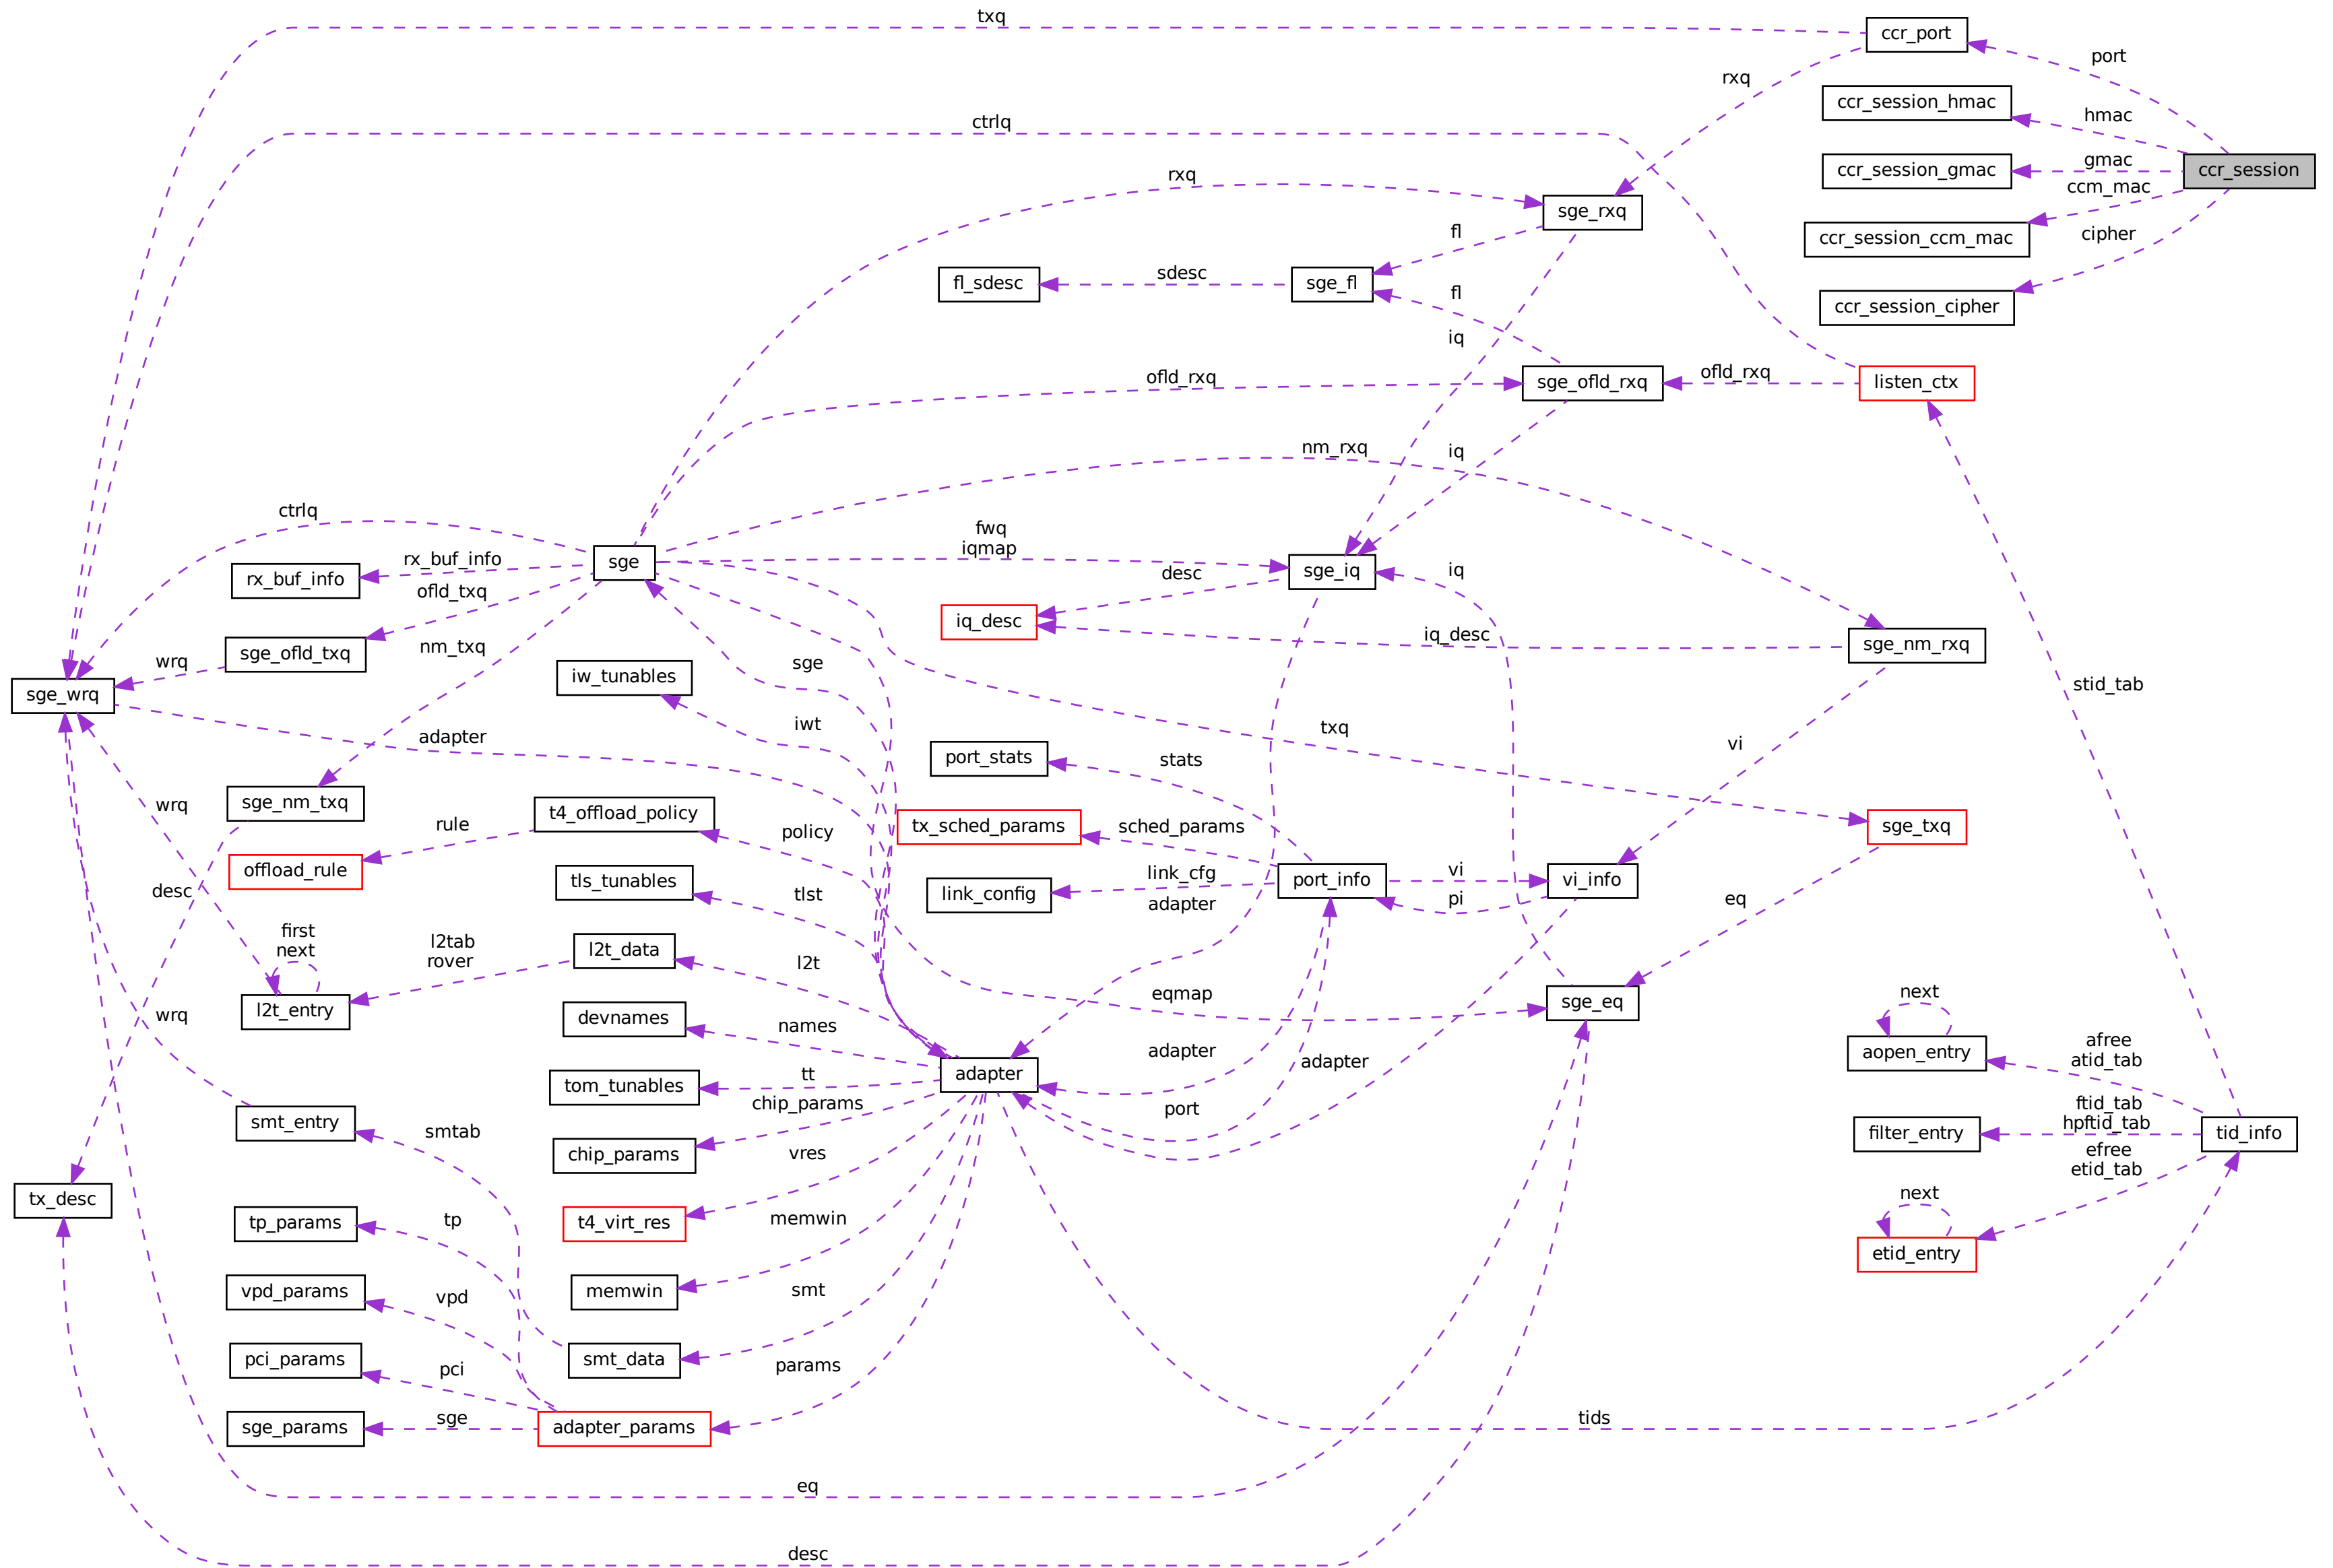 txq
ccr_port
port
rxq
ccr_session_hmac
hmac
ctrlq
gmac
ccr_session_gmac
ccr_session
rxq
ccm_mac
sge_rxq
fl
ccr_session_ccm_mac
cipher
sdesc
fl_sdesc
sge_fl
fl
ccr_session_cipher
iq
ofld_rxq
ofld_rxq
sge_ofld_rxq
listen_ctx
nm_rxq
iq
ctrlq
fwq
iqmap
sge
rx_buf_info
rx_buf_info
sge_iq
desc
iq
ofld_txq
iq_desc
iq_desc
sge_nm_rxq
nm_txq
sge_ofld_txq
wrq
sge
iw_tunables
stid_tab
sge_wrq
iwt
txq
adapter
vi
port_stats
stats
sge_nm_txq
wrq
t4_offload_policy
policy
rule
tx_sched_params
sched_params
sge_txq
offload_rule
tls_tunables
tlst
link_config
link_cfg
port_info
vi
vi_info
desc
adapter
pi
eq
first
next
l2tab
rover
l2t_data
l2t
l2t_entry
eqmap
sge_eq
next
wrq
devnames
names
adapter
adapter
adapter
aopen_entry
afree
atid_tab
tom_tunables
tt
chip_params
port
ftid_tab
hpftid_tab
smt_entry
smtab
filter_entry
tid_info
chip_params
vres
efree
etid_tab
tx_desc
next
tp_params
tp
t4_virt_res
memwin
etid_entry
vpd_params
vpd
memwin
smt
pci_params
pci
smt_data
params
sge_params
sge
adapter_params
tids
eq
desc